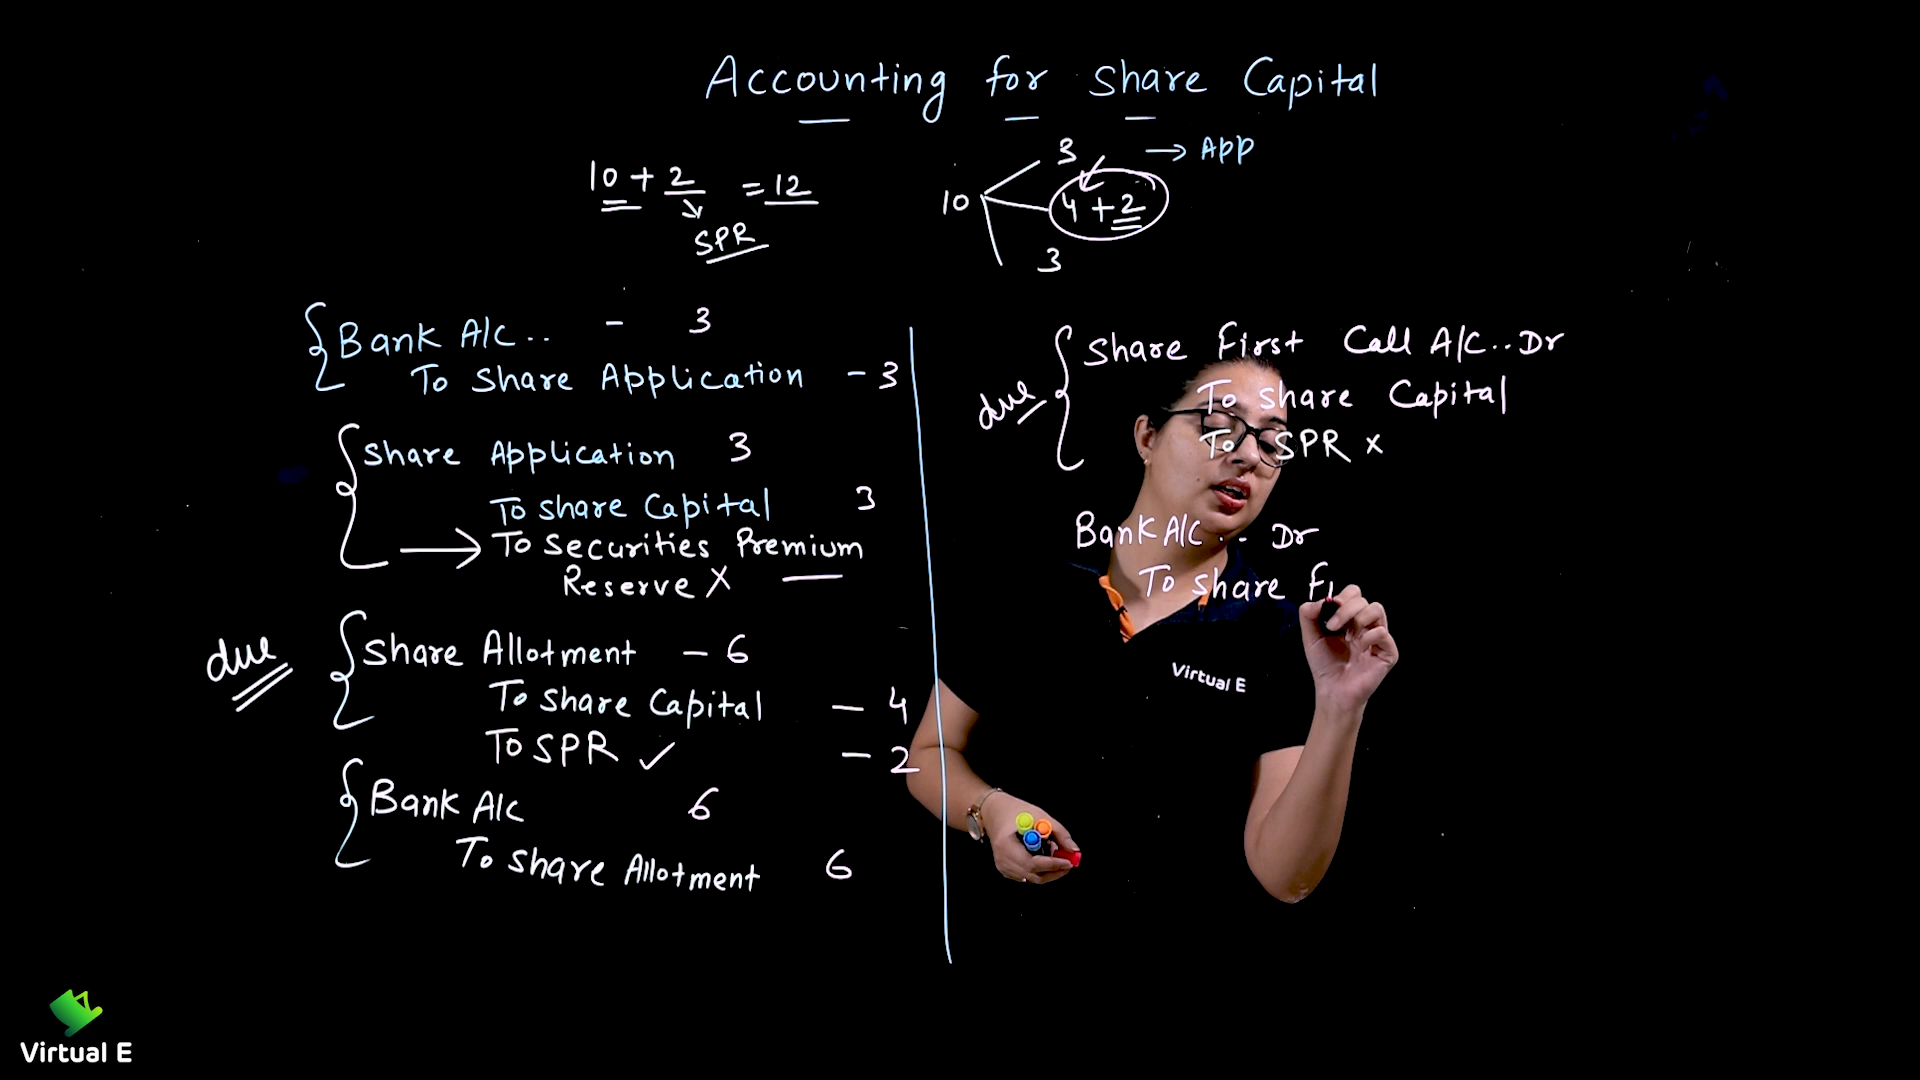 Accounting for Share Capital
10 + 2 = 12
SPR
3 → App
10 4 + 2
3
Bank A/c .. - 3
To Share Application - 3
Share Application 3
To Share Capital 3
→ To Securities Premium
Reserve X
due
Share Allotment - 6
To Share Capital - 4
To SPR ✓ - 2
Bank A/c 6
To Share Allotment 6
due
Share First Call A/c .. Dr
To Share Capital
To SPR x
Bank A/c .. Dr
To Share Fi
Virtual E
Virtual E